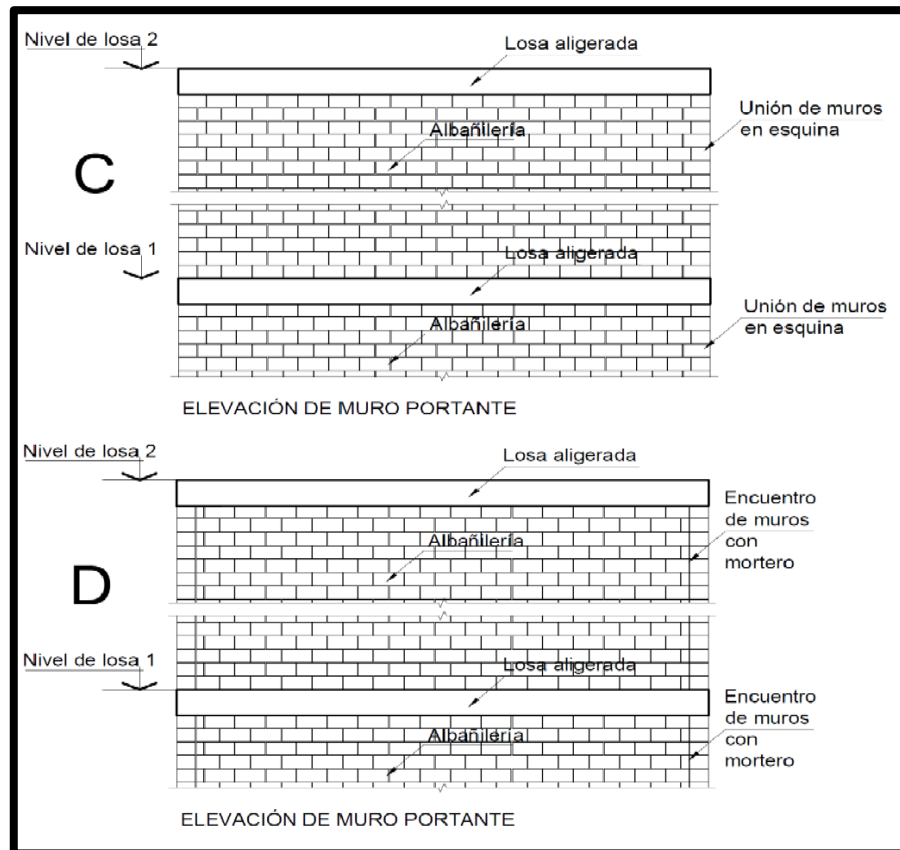 Nivel de losa 2
Losa aligerada
Unión de muros
en esquina
Albañilería
C
Nivel de losa 1
Losa aligerada
Unión de muros
en esquina
Albañilería
ELEVACIÓN DE MURO PORTANTE
Nivel de losa 2
Losa aligerada
Encuentro
de muros
con
mortero
Albañilería
D
Nivel de losa 1
Losa aligerada
Encuentro
de muros
con
mortero
Albañilería
ELEVACIÓN DE MURO PORTANTE